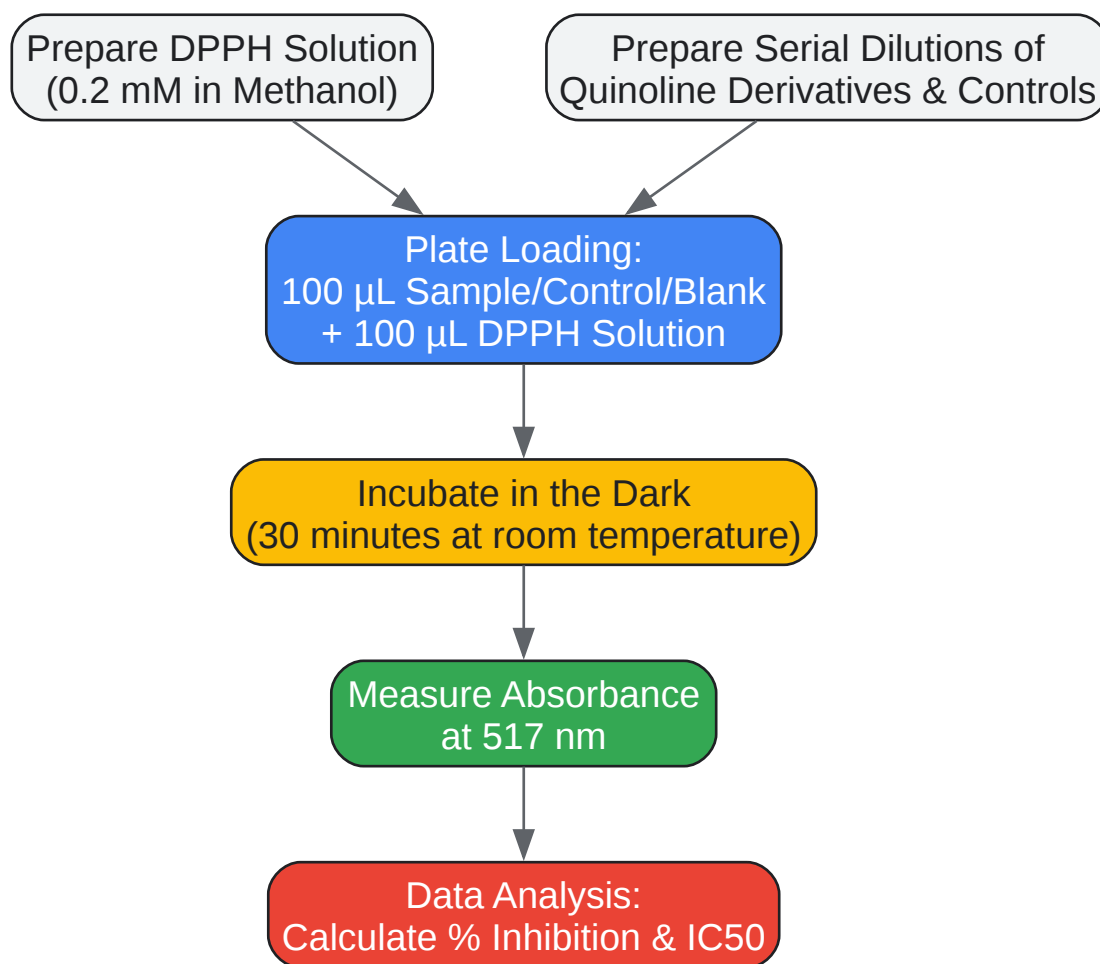 Prepare DPPH Solution
(0.2 mM in Methanol)
Prepare Serial Dilutions of
Quinoline Derivatives & Controls
Plate Loading:
100 µL Sample/Control/Blank
+ 100 µL DPPH Solution
Incubate in the Dark
(30 minutes at room temperature)
Measure Absorbance
at 517 nm
Data Analysis:
Calculate % Inhibition & IC50